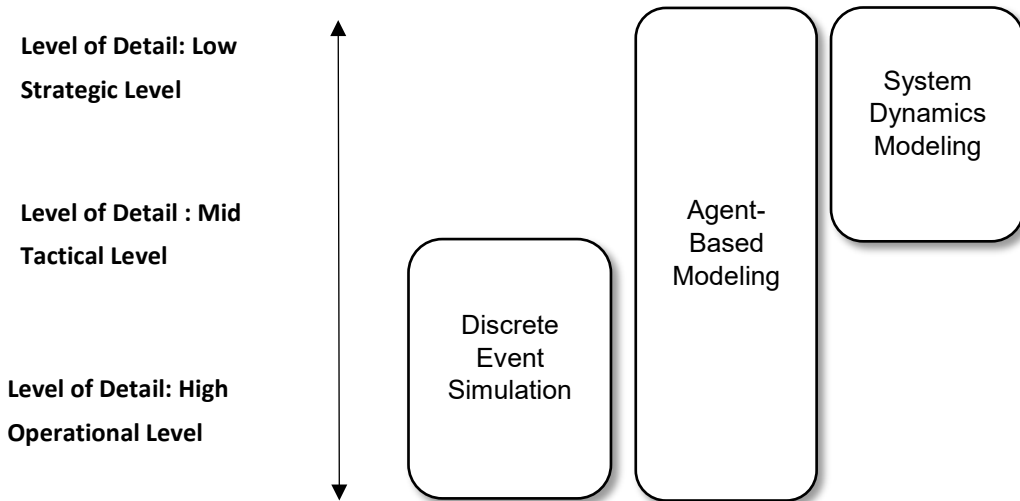 Level of Detail: Low
Strategic Level
Level of Detail : Mid
Tactical Level
Level of Detail: High
Operational Level
Discrete
Event
Simulation
Agent-
Based
Modeling
System
Dynamics
Modeling